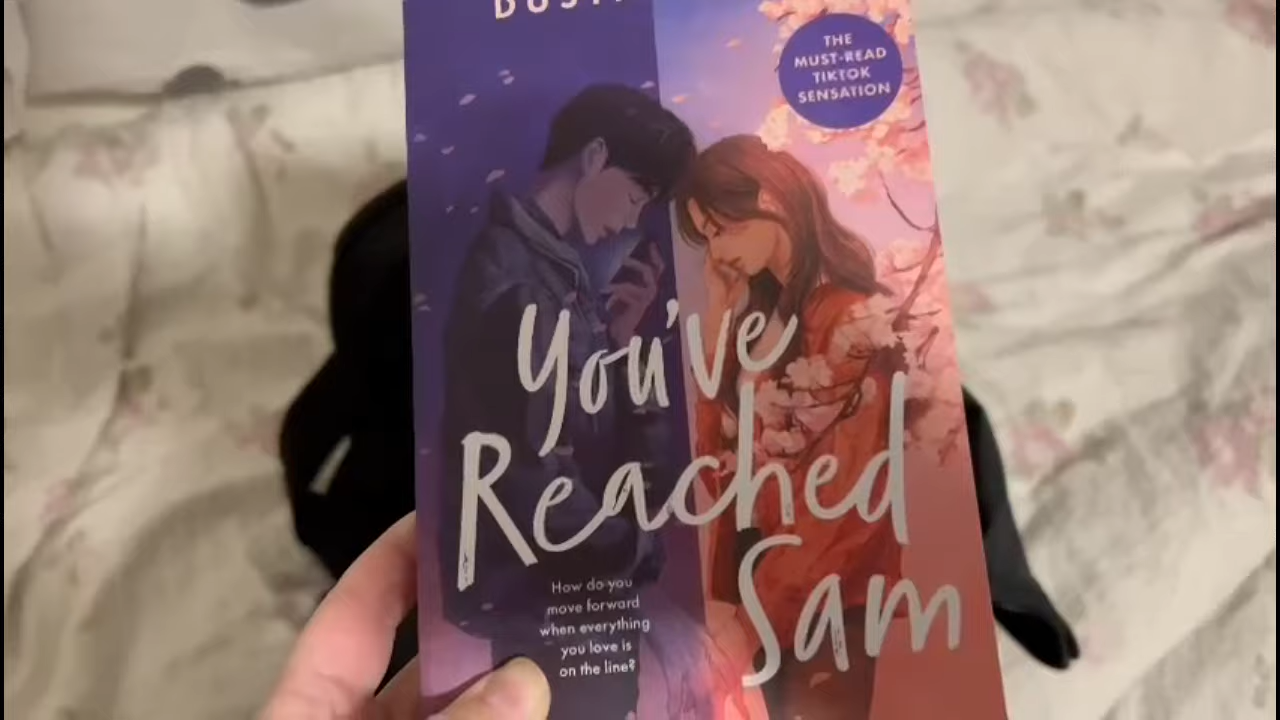 THE
MUST-READ
TIKTOK
SENSATION
You've
Reached
Sam
How do you
move forward
when everything
you love is
on the line?